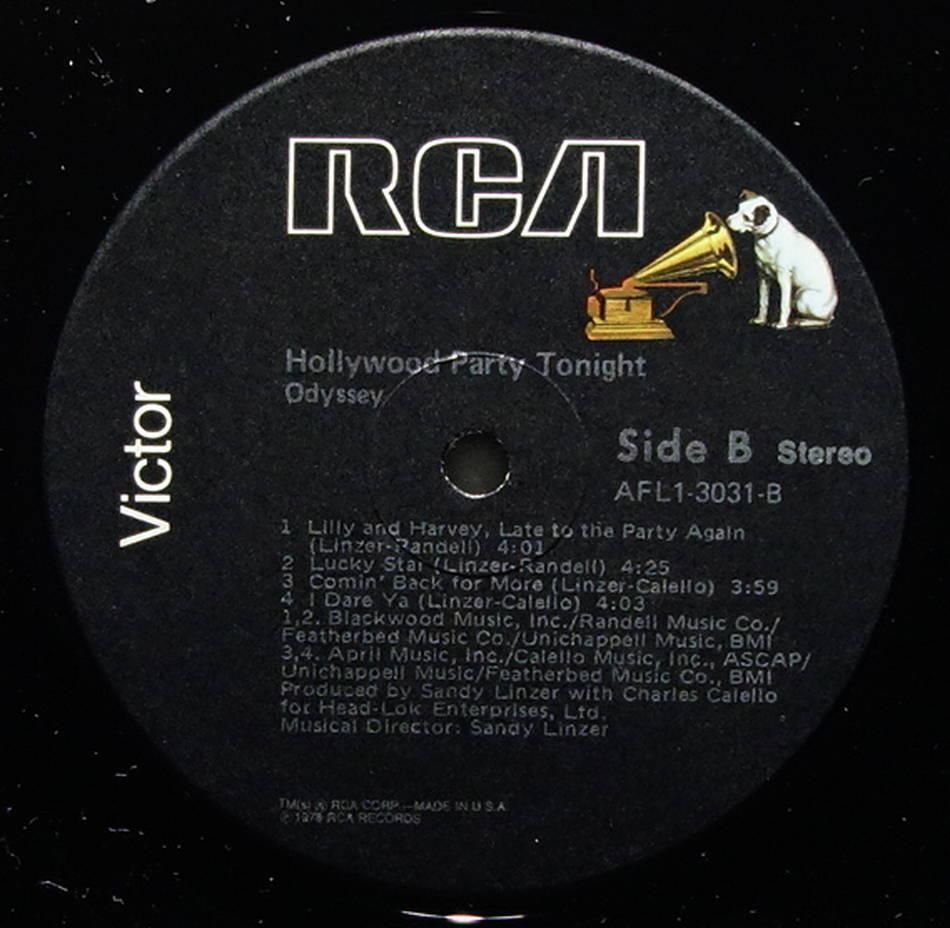 RCA
Victor
Hollywood Party Tonight
Odyssey
Side B Stereo
AFL1-3031-B
1 Lilly and Harvey, Late to the Party Again
(Linzer-Randell) 4:01
2 Lucky Star (Linzer-Randell) 4:25
3 Comin' Back for More (Linzer-Calello) 3:59
4 I Dare Ya (Linzer-Calello) 4:03
1,2. Blackwood Music, Inc./Randell Music Co./
Featherbed Music Co./Unichappell Music, BMI
3,4. April Music, Inc./Calello Music, Inc., ASCAP/
Unichappell Music/Featherbed Music Co., BMI
Produced by Sandy Linzer with Charles Calello
for Head-Lok Enterprises, Ltd.
Musical Director: Sandy Linzer
TM(s) ® RCA CORP.—MADE IN U.S.A.
℗ 1978 RCA RECORDS